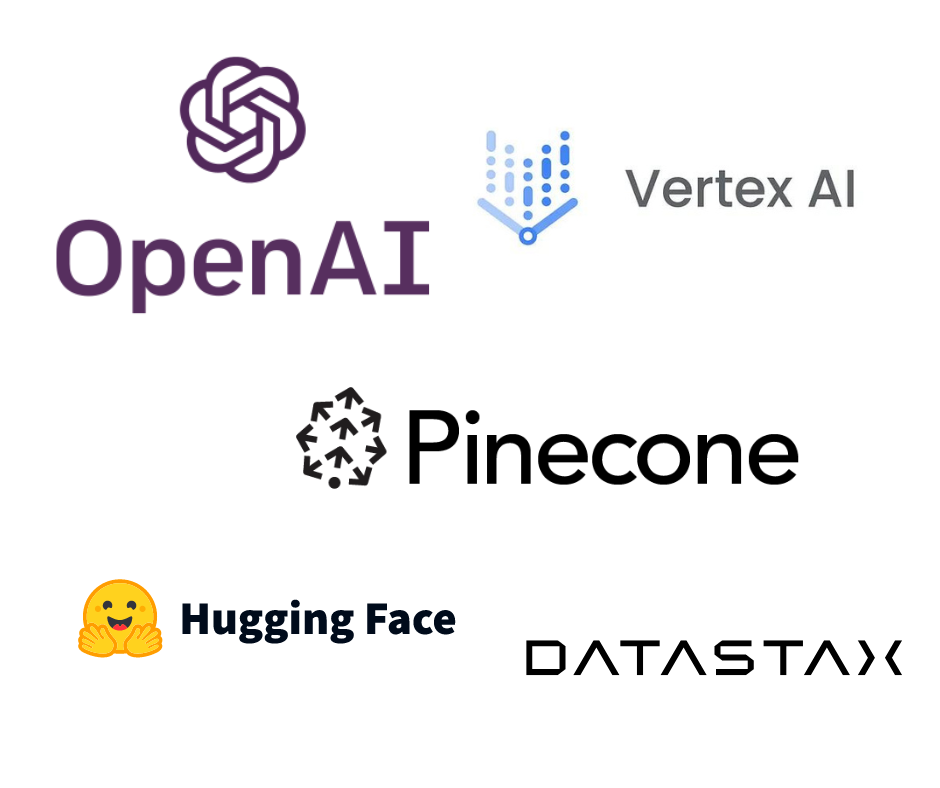 OpenAI
Vertex AI
Pinecone
Hugging Face
DATASTAX